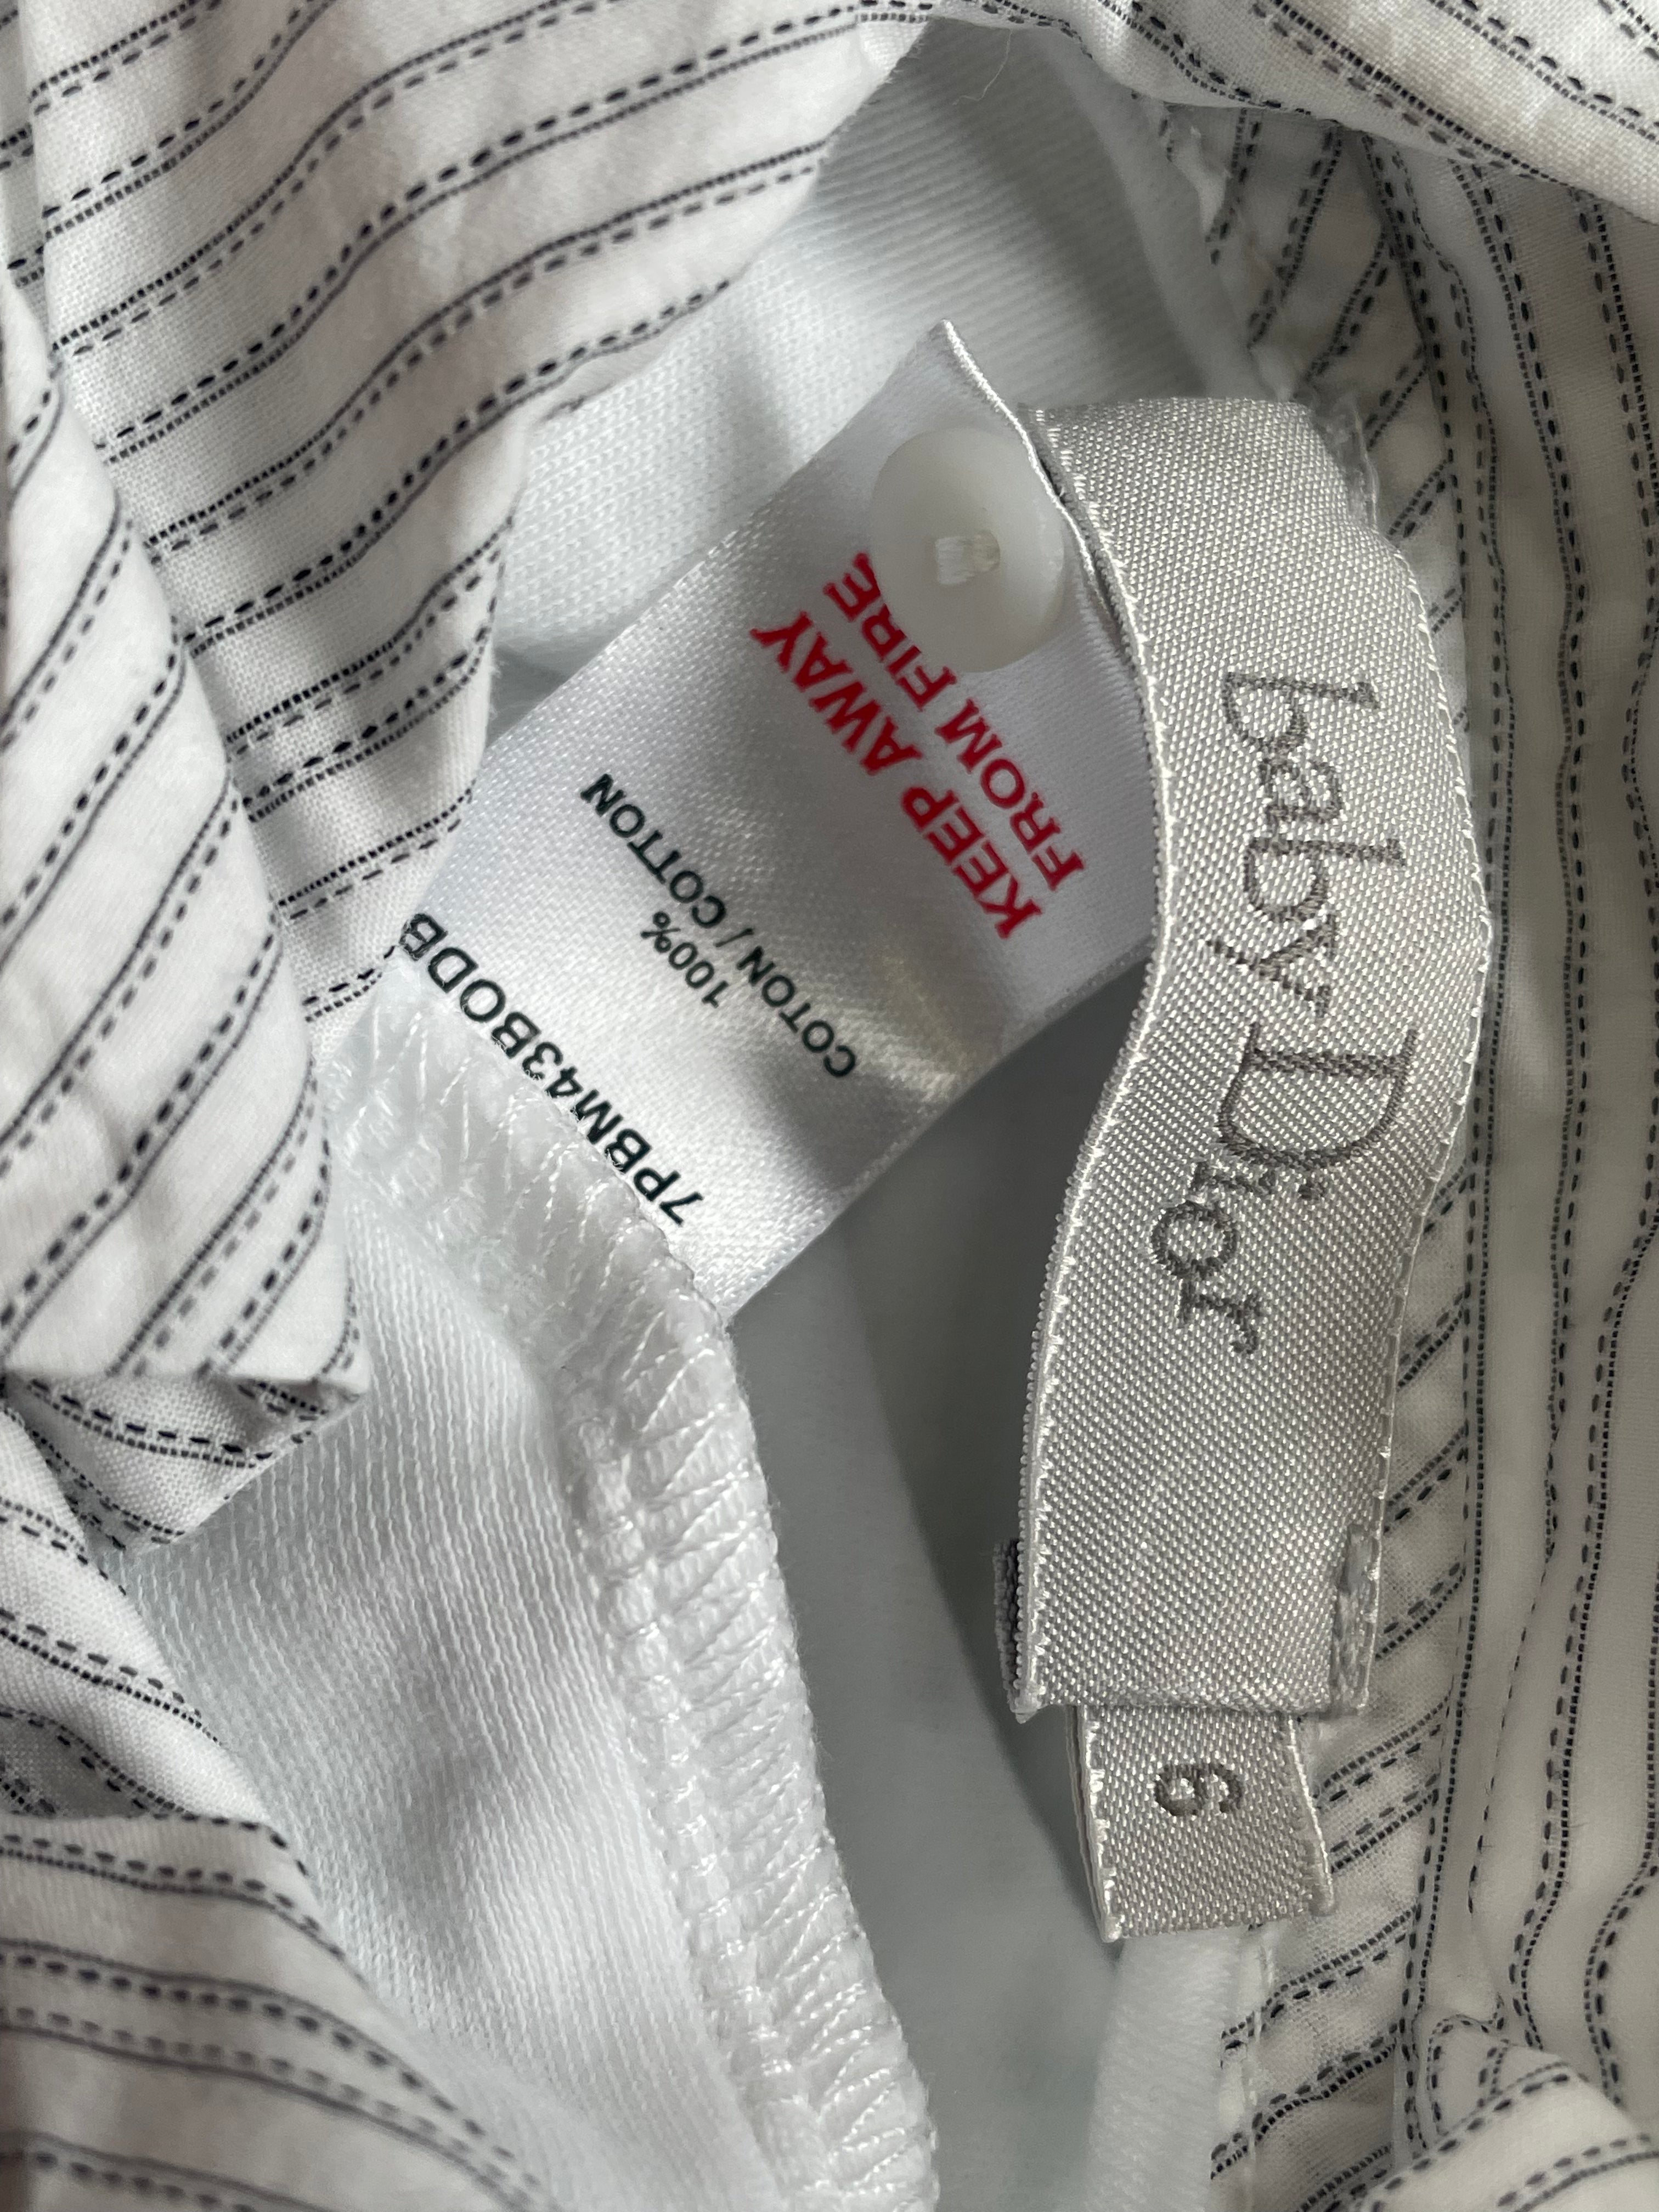 baby Dior
6
KEEP AWAY
FROM FIRE
COTON / COTTON
100%
7PBM43BODB